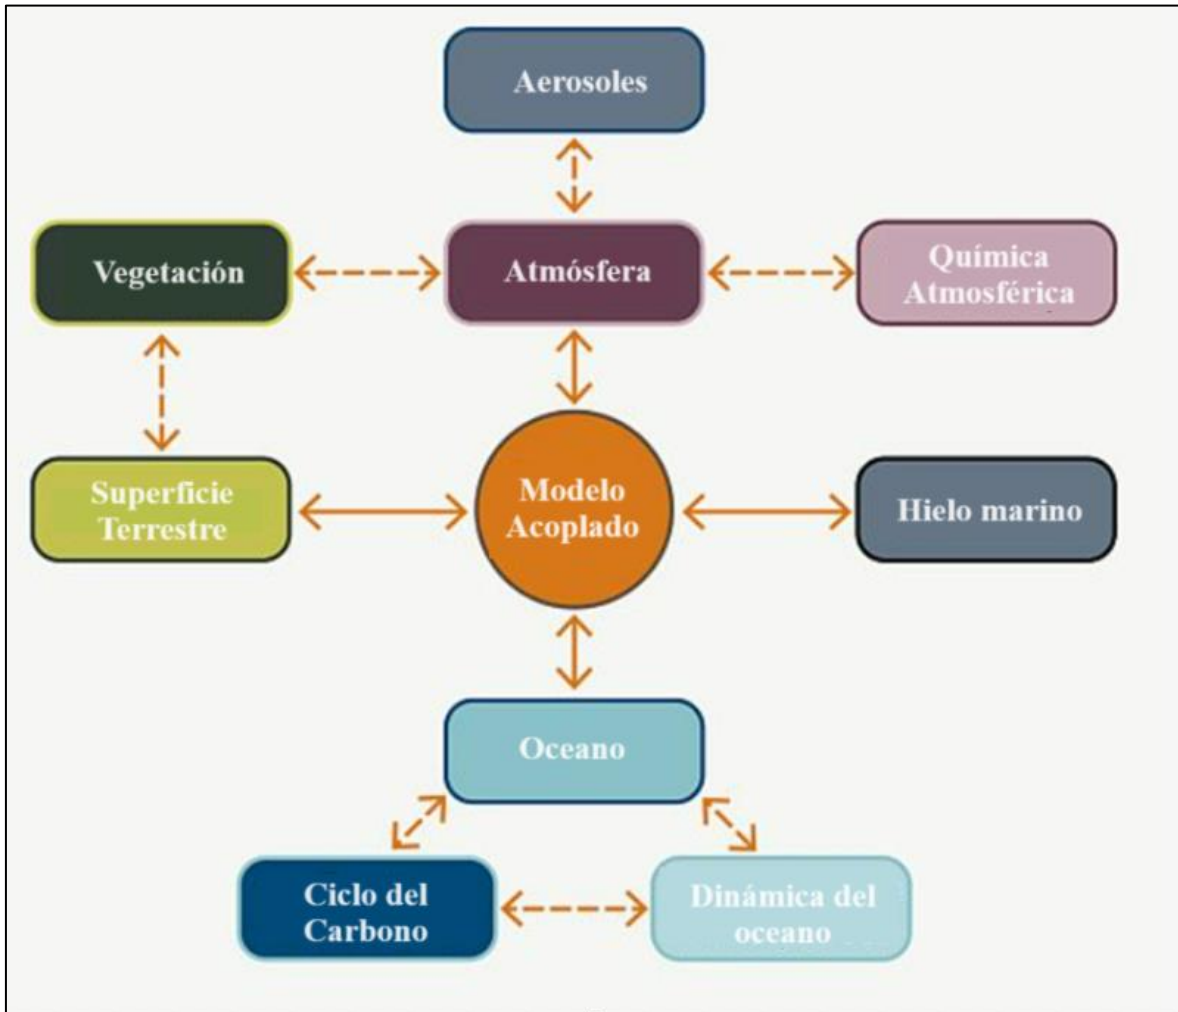 Aerosoles
Vegetación
Atmósfera
Química
Atmosférica
Superficie
Terrestre
Modelo
Acoplado
Hielo marino
Oceano
Ciclo del
Carbono
Dinámica del
oceano